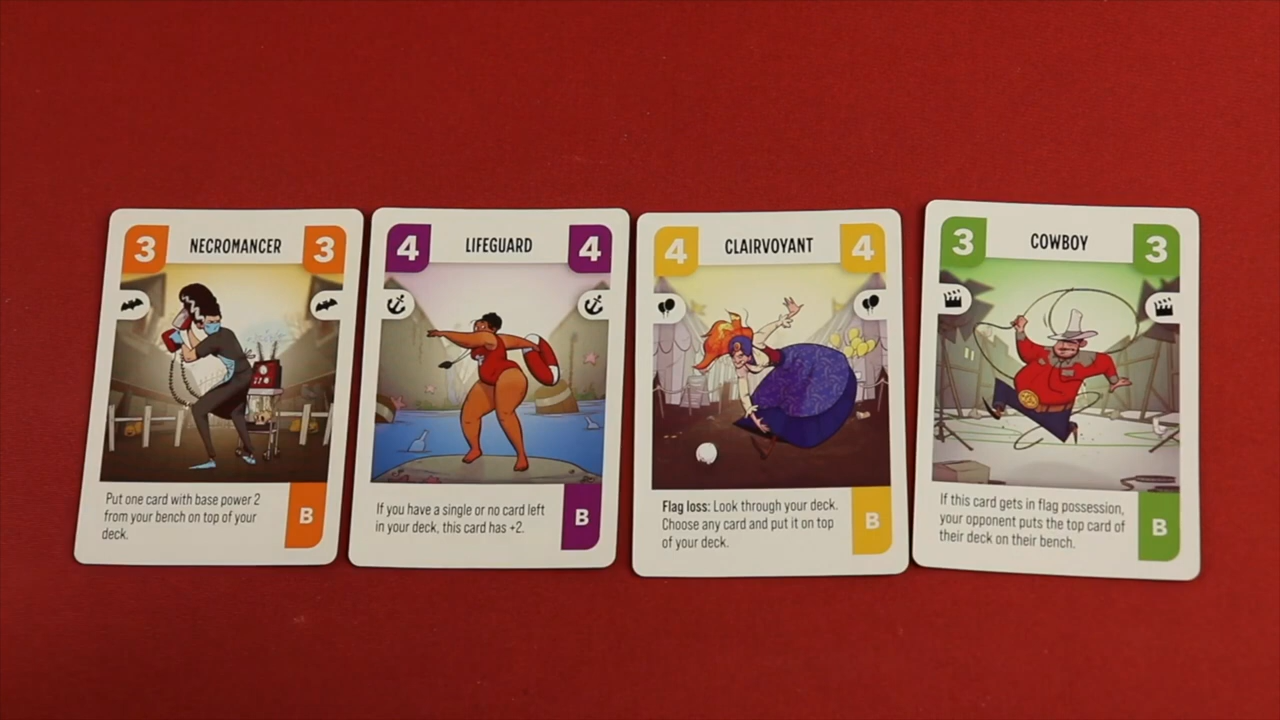 3 NECROMANCER 3
Put one card with base power 2
from your bench on top of your
deck.
B
4 LIFEGUARD 4
If you have a single or no card left
in your deck, this card has +2.
B
4 CLAIRVOYANT 4
Flag loss: Look through your deck.
Choose any card and put it on top
of your deck.
B
3 COWBOY 3
If this card gets in flag possession,
your opponent puts the top card of
their deck on their bench.
B